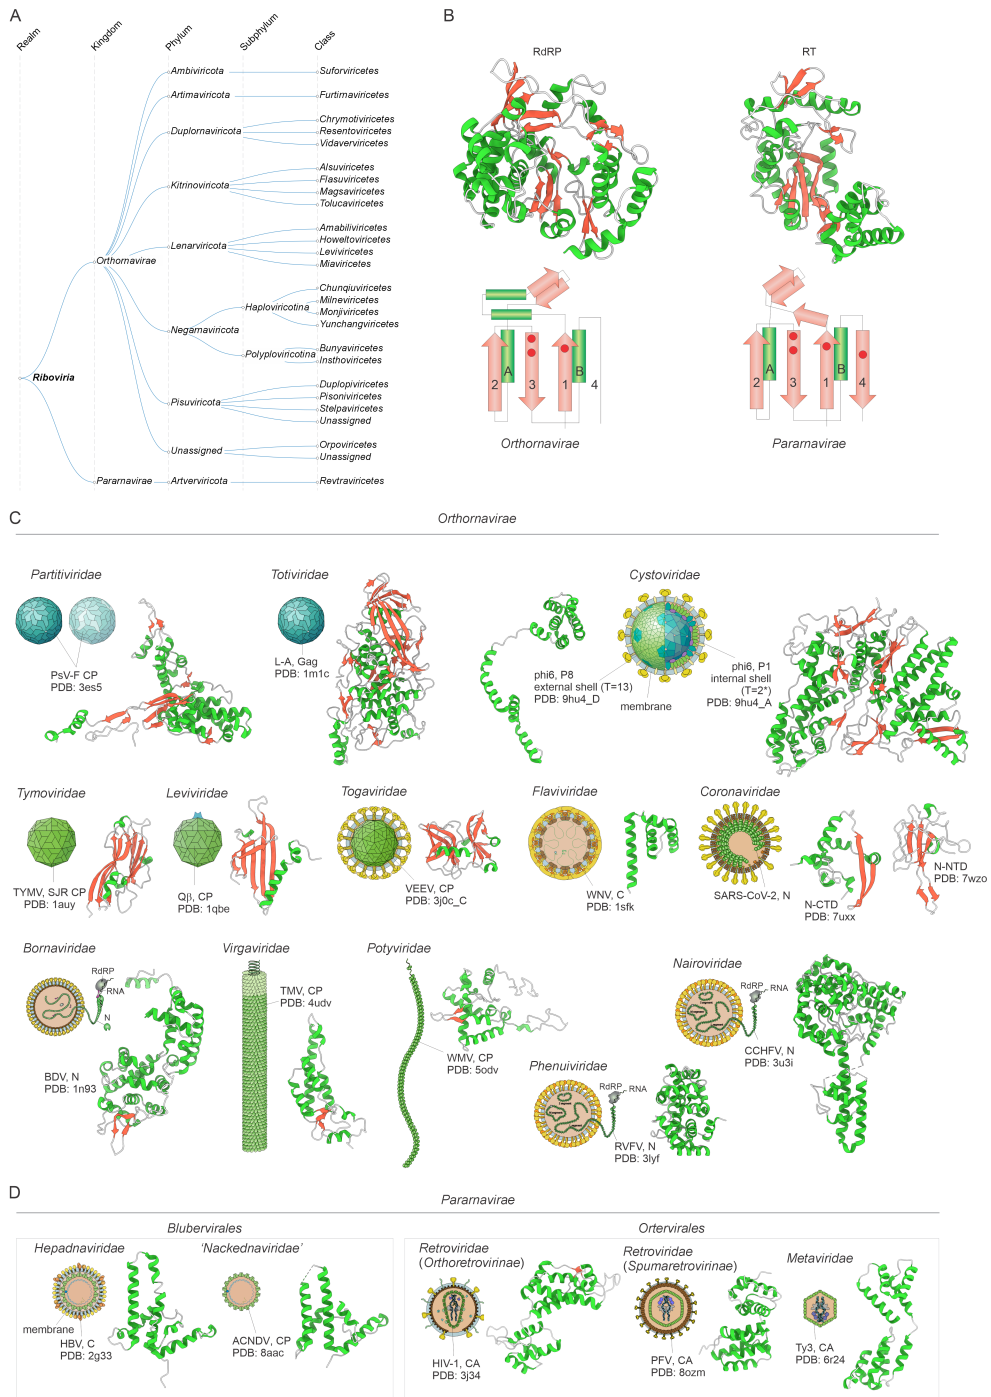 A
Realm
Kingdom
Phylum
Subphylum
Class
Ambiviricota
Suforviricetes
Artimaviricota
Furtirnaviricetes
Duplornaviricota
Chrymotiviricetes
Resentoviricetes
Vidaverviricetes
Kitrinoviricota
Alsuviricetes
Flasuviricetes
Magsaviricetes
Tolucaviricetes
Orthornavirae
Lenarviricota
Amabiliviricetes
Howeltoviricetes
Leviviricetes
Miaviricetes
Negarnaviricota
Haploviricotina
Chunqiuviricetes
Milneviricetes
Monjiviricetes
Yunchangviricetes
Polyploviricotina
Bunyaviricetes
Insthoviricetes
Riboviria
Pisuviricota
Duplopiviricetes
Pisoniviricetes
Stelpaviricetes
Unassigned
Unassigned
Orpoviricetes
Unassigned
Pararnavirae
Artverviricota
Revtraviricetes
B
RdRP
RT
2
A
3
1
B
4
Orthornavirae
2
A
3
1
B
4
Pararnavirae
C
Orthornavirae
Partitiviridae
PsV-F CP
PDB: 3es5
Totiviridae
L-A, Gag
PDB: 1m1c
Cystoviridae
phi6, P8
external shell (T=13)
PDB: 9hu4_D
membrane
phi6, P1
internal shell
(T=2*)
PDB: 9hu4_A
Tymoviridae
TYMV, SJR CP
PDB: 1auy
Leviviridae
Qβ, CP
PDB: 1qbe
Togaviridae
VEEV, CP
PDB: 3j0c_C
Flaviviridae
WNV, C
PDB: 1sfk
Coronaviridae
SARS-CoV-2, N
N-CTD
PDB: 7uxx
N-NTD
PDB: 7wzo
Bornaviridae
RdRP
RNA
N
BDV, N
PDB: 1n93
Virgaviridae
TMV, CP
PDB: 4udv
Potyviridae
WMV, CP
PDB: 5odv
Phenuiviridae
RdRP
RNA
RVFV, N
PDB: 3lyf
Nairoviridae
RdRP
RNA
CCHFV, N
PDB: 3u3i
D
Pararnavirae
Blubervirales
Hepadnaviridae
membrane
HBV, C
PDB: 2g33
'Nackednaviridae'
ACNDV, CP
PDB: 8aac
Ortervirales
Retroviridae
(Orthoretrovirinae)
HIV-1, CA
PDB: 3j34
Retroviridae
(Spumaretrovirinae)
PFV, CA
PDB: 8ozm
Metaviridae
Ty3, CA
PDB: 6r24